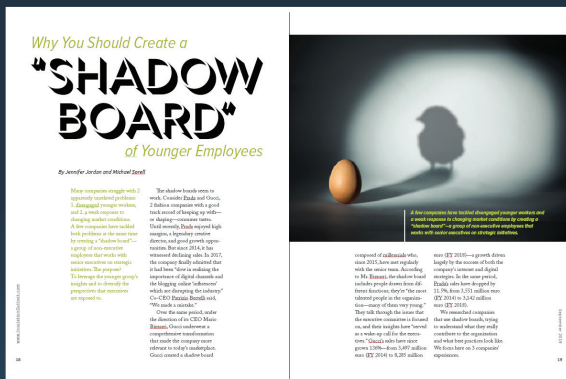 Why You Should Create a
"SHADOW
BOARD"
of Younger Employees
By Jennifer Jordan and Michael Sorell
Many companies struggle with 2
apparently unrelated problems:
1. disengaged younger workers,
and 2. a weak response to
changing market conditions.
A few companies have tackled
both problems at the same time
by creating a "shadow board"—
a group of non-executive
employees that works with
senior executives on strategic
initiatives. The purpose?
To leverage the younger group's
insights and to diversify the
perspectives that executives
are exposed to.
The shadow boards seem to
work. Consider Prada and Gucci,
2 fashion companies with a good
track record of keeping up with—
or shaping—consumer tastes.
Until recently, Prada enjoyed high
margins, a legendary creative
director, and good growth oppor-
tunities. But since 2014, it has
witnessed declining sales. In 2017,
the company finally admitted that
it had been "slow in realizing the
importance of digital channels and
the blogging online 'influencers'
which are disrupting the industry."
Co-CEO Patrizio Bertelli said,
"We made a mistake."
Over the same period, under
the direction of its CEO Marco
Bizzarri, Gucci underwent a
comprehensive transformation
that made the company more
relevant to today's marketplace.
Gucci created a shadow board
www.boardroomschool.com
18
A few companies have tackled disengaged younger workers and
a weak response to changing market conditions by creating a
"shadow board"—a group of non-executive employees that
works with senior executives on strategic initiatives.
composed of millennials who,
since 2015, have met regularly
with the senior team. According
to Mr. Bizzarri, the shadow board
includes people drawn from dif-
ferent functions; they're "the most
talented people in the organiza-
tion—many of them very young."
They talk through the issues that
the executive committee is focused
on, and their insights have "served
as a wake-up call for the execu-
tives." Gucci's sales have since
grown 136%—from 3,497 million
euro (FY 2014) to 8,285 million
euro (FY 2018)—a growth driven
largely by the success of both the
company's internet and digital
strategies. In the same period,
Prada's sales have dropped by
11.5%, from 3,551 million euro
(FY 2014) to 3,142 million
euro (FY 2018).
We researched companies
that use shadow boards, trying
to understand what they really
contribute to the organization
and what best practices look like.
We focus here on 3 companies'
experiences.
September 2019
19